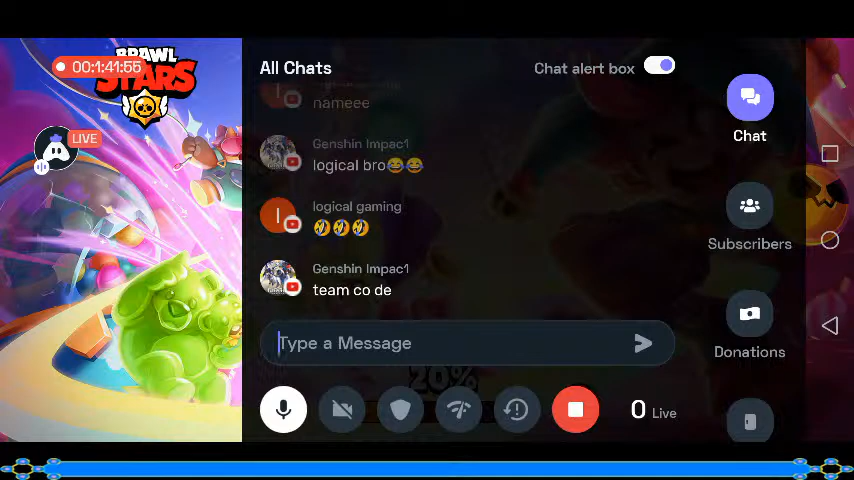 BRAWL
STARS
00:1:41:55
LIVE
All Chats
Chat alert box
nameee
Genshin Impac1
logical bro😂😂
logical gaming
🤣🤣🤣
Genshin Impac1
team co de
Type a Message
20%
0 Live
Chat
Subscribers
Donations